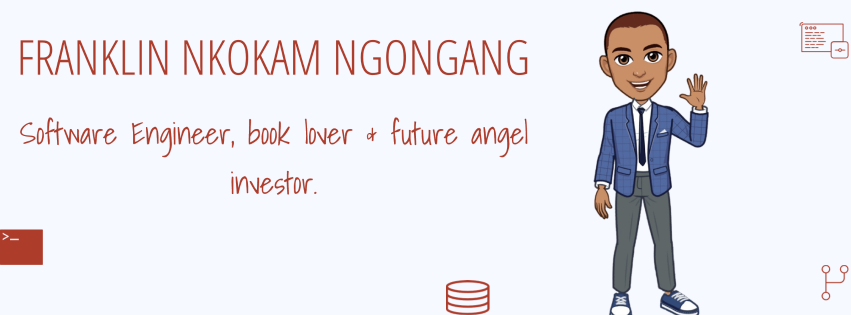 FRANKLIN NKOKAM NGONGANG
Software Engineer, book lover & future angel
investor.
>_